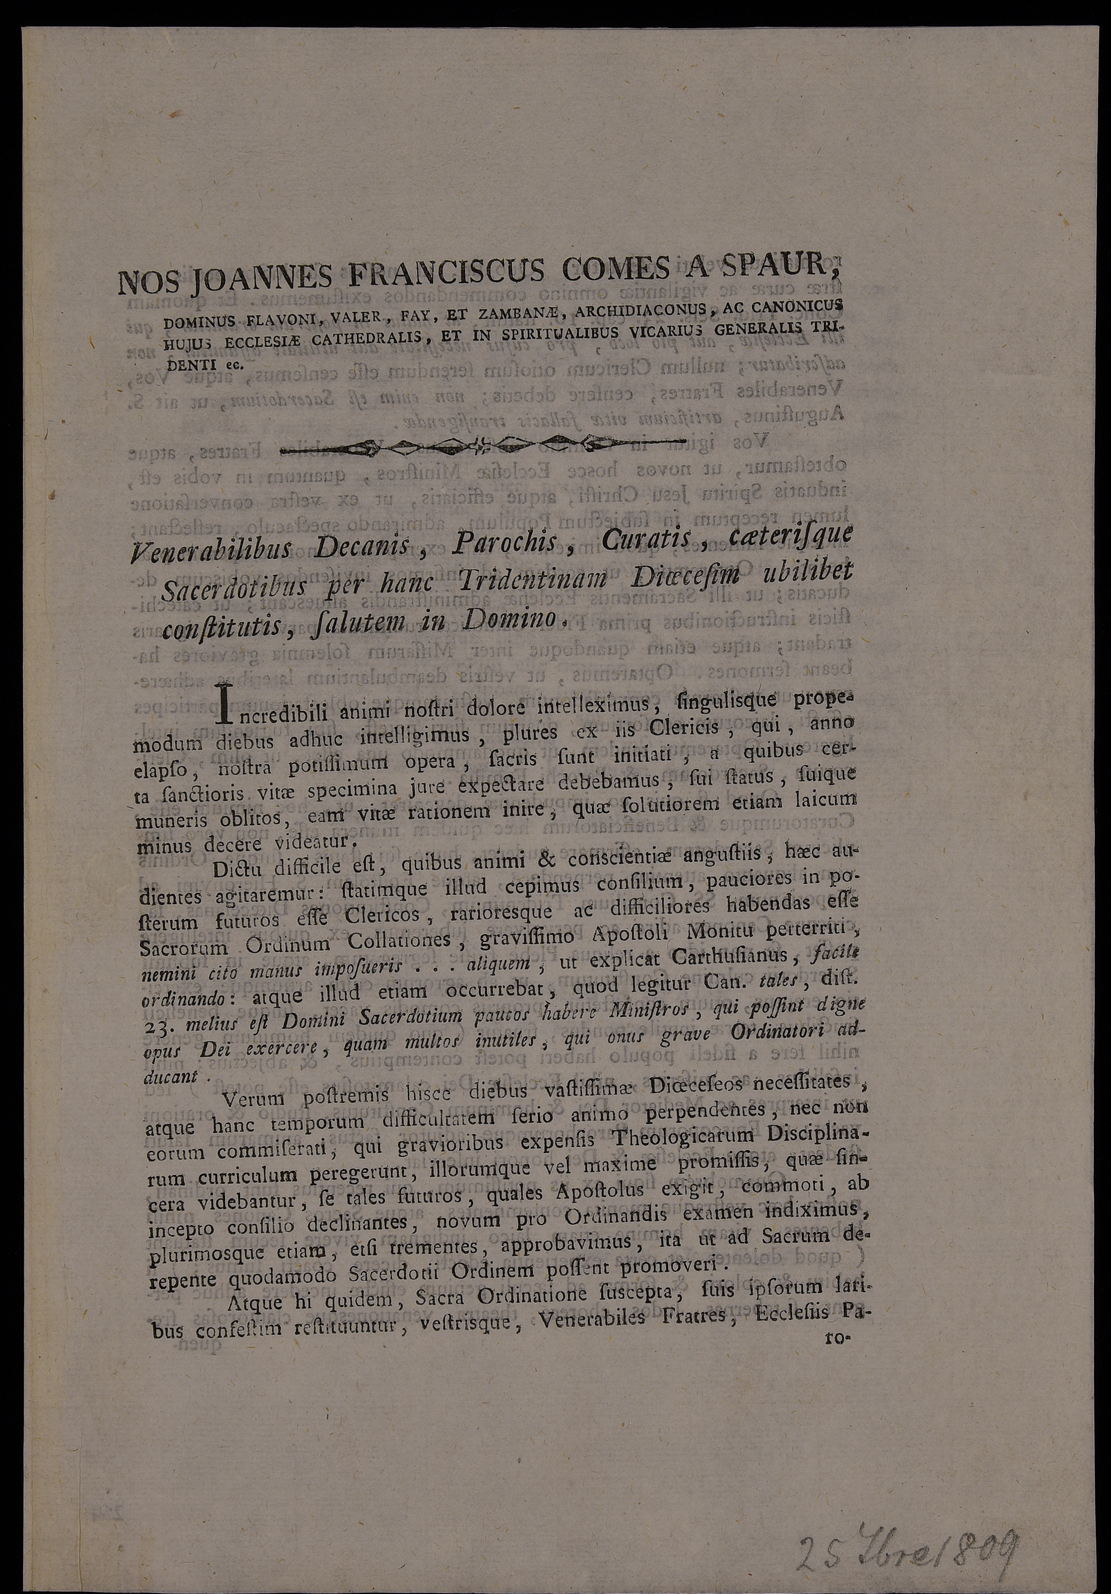 NOS JOANNES FRANCISCUS COMES A SPAUR,
DOMINUS FLAVONI, VALER, FAY, ET ZAMBANÆ, ARCHIDIACONUS, AC CANONICUS
HUJUS ECCLESIÆ CATHEDRALIS, ET IN SPIRITUALIBUS VICARIUS GENERALIS TRI-
DENTI ec.
Venerabilibus Decanis, Parochis, Curatis, cæteriſque
Sacerdotibus per hanc Tridentinam Diœceſim ubilibet
conſtitutis, ſalutem in Domino.
Incredibili animi noſtri dolore intelleximus, ſingulisque prope-
modum diebus adhuc intelligimus, plures ex iis Clericis, qui, anno
elapſo, noſtra potiſſimum opera, ſacris ſunt initiati, a quibus cer-
ta ſanctioris vitæ specimina jure expectare debebamus, ſui ſtatus, ſuique
muneris oblitos, eam vitæ rationem inire, quæ ſolutiorem etiam laicum
minus decere videatur.
Dictu difficile eſt, quibus animi & conscientiæ anguſtiis, hæc au-
dientes agitaremur: ſtatimque illud cepimus conſilium, pauciores in po-
ſterum futuros eſſe Clericos, rarioresque ac difficiliores habendas eſſe
Sacrorum Ordinum Collationes, graviſſimo Apoſtoli Monitu perterriti,
nemini cito manus impoſueris . . . aliquem, ut explicat Carthuſianus, facile
ordinando: atque illud etiam occurrebat, quod legitur Can. tales, diſt.
23. melius eſt Domini Sacerdotium paucos habere Miniſtros, qui poſſint digne
opus Dei exercere, quam multos inutiles, qui onus grave Ordinatori ad-
ducant.
Verum poſtremis hisce diebus vaſtiſſimæ Diœceſeos neceſſitates,
atque hanc temporum difficultatem ſerio animo perpendentes, nec non
eorum commiſerati, qui gravioribus expenſis Theologicarum Disciplina-
rum curriculum peregerunt, illorumque vel maxime promiſſis, quæ ſin-
cera videbantur, ſe tales futuros, quales Apoſtolus exigit, commoti, ab
incepto conſilio declinantes, novum pro Ordinandis examen indiximus,
plurimosque etiam, etſi trementes, approbavimus, ita ut ad Sacrum de-
repente quodamodo Sacerdotii Ordinem poſſent promoveri.
Atque hi quidem, Sacra Ordinatione ſuscepta, ſuis ipſorum lari-
bus confeſtim reſtituuntur, veſtrisque, Venerabiles Fratres, Eccleſiis Pa-
ro-
25 7bre 1809